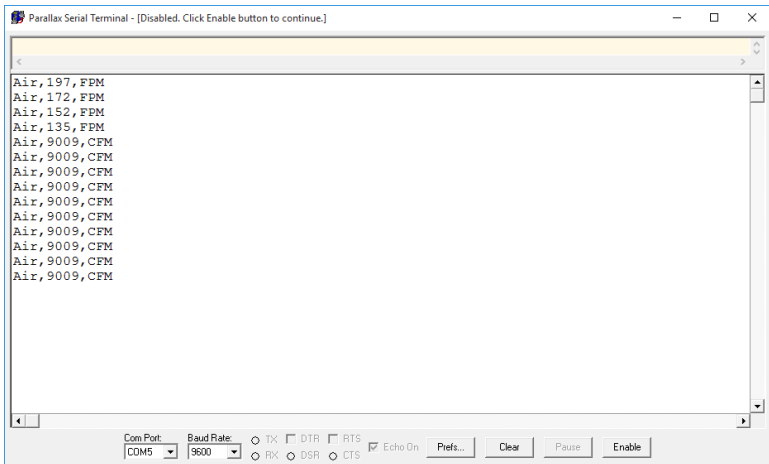 Parallax Serial Terminal - [Disabled. Click Enable button to continue.]
Air,197,FPM
Air,172,FPM
Air,152,FPM
Air,135,FPM
Air,9009,CFM
Air,9009,CFM
Air,9009,CFM
Air,9009,CFM
Air,9009,CFM
Air,9009,CFM
Air,9009,CFM
Air,9009,CFM
Air,9009,CFM
Air,9009,CFM
Com Port: Baud Rate: TX DTR RTS
COM5 9600 RX DSR CTS Echo On Prefs... Clear Pause Enable